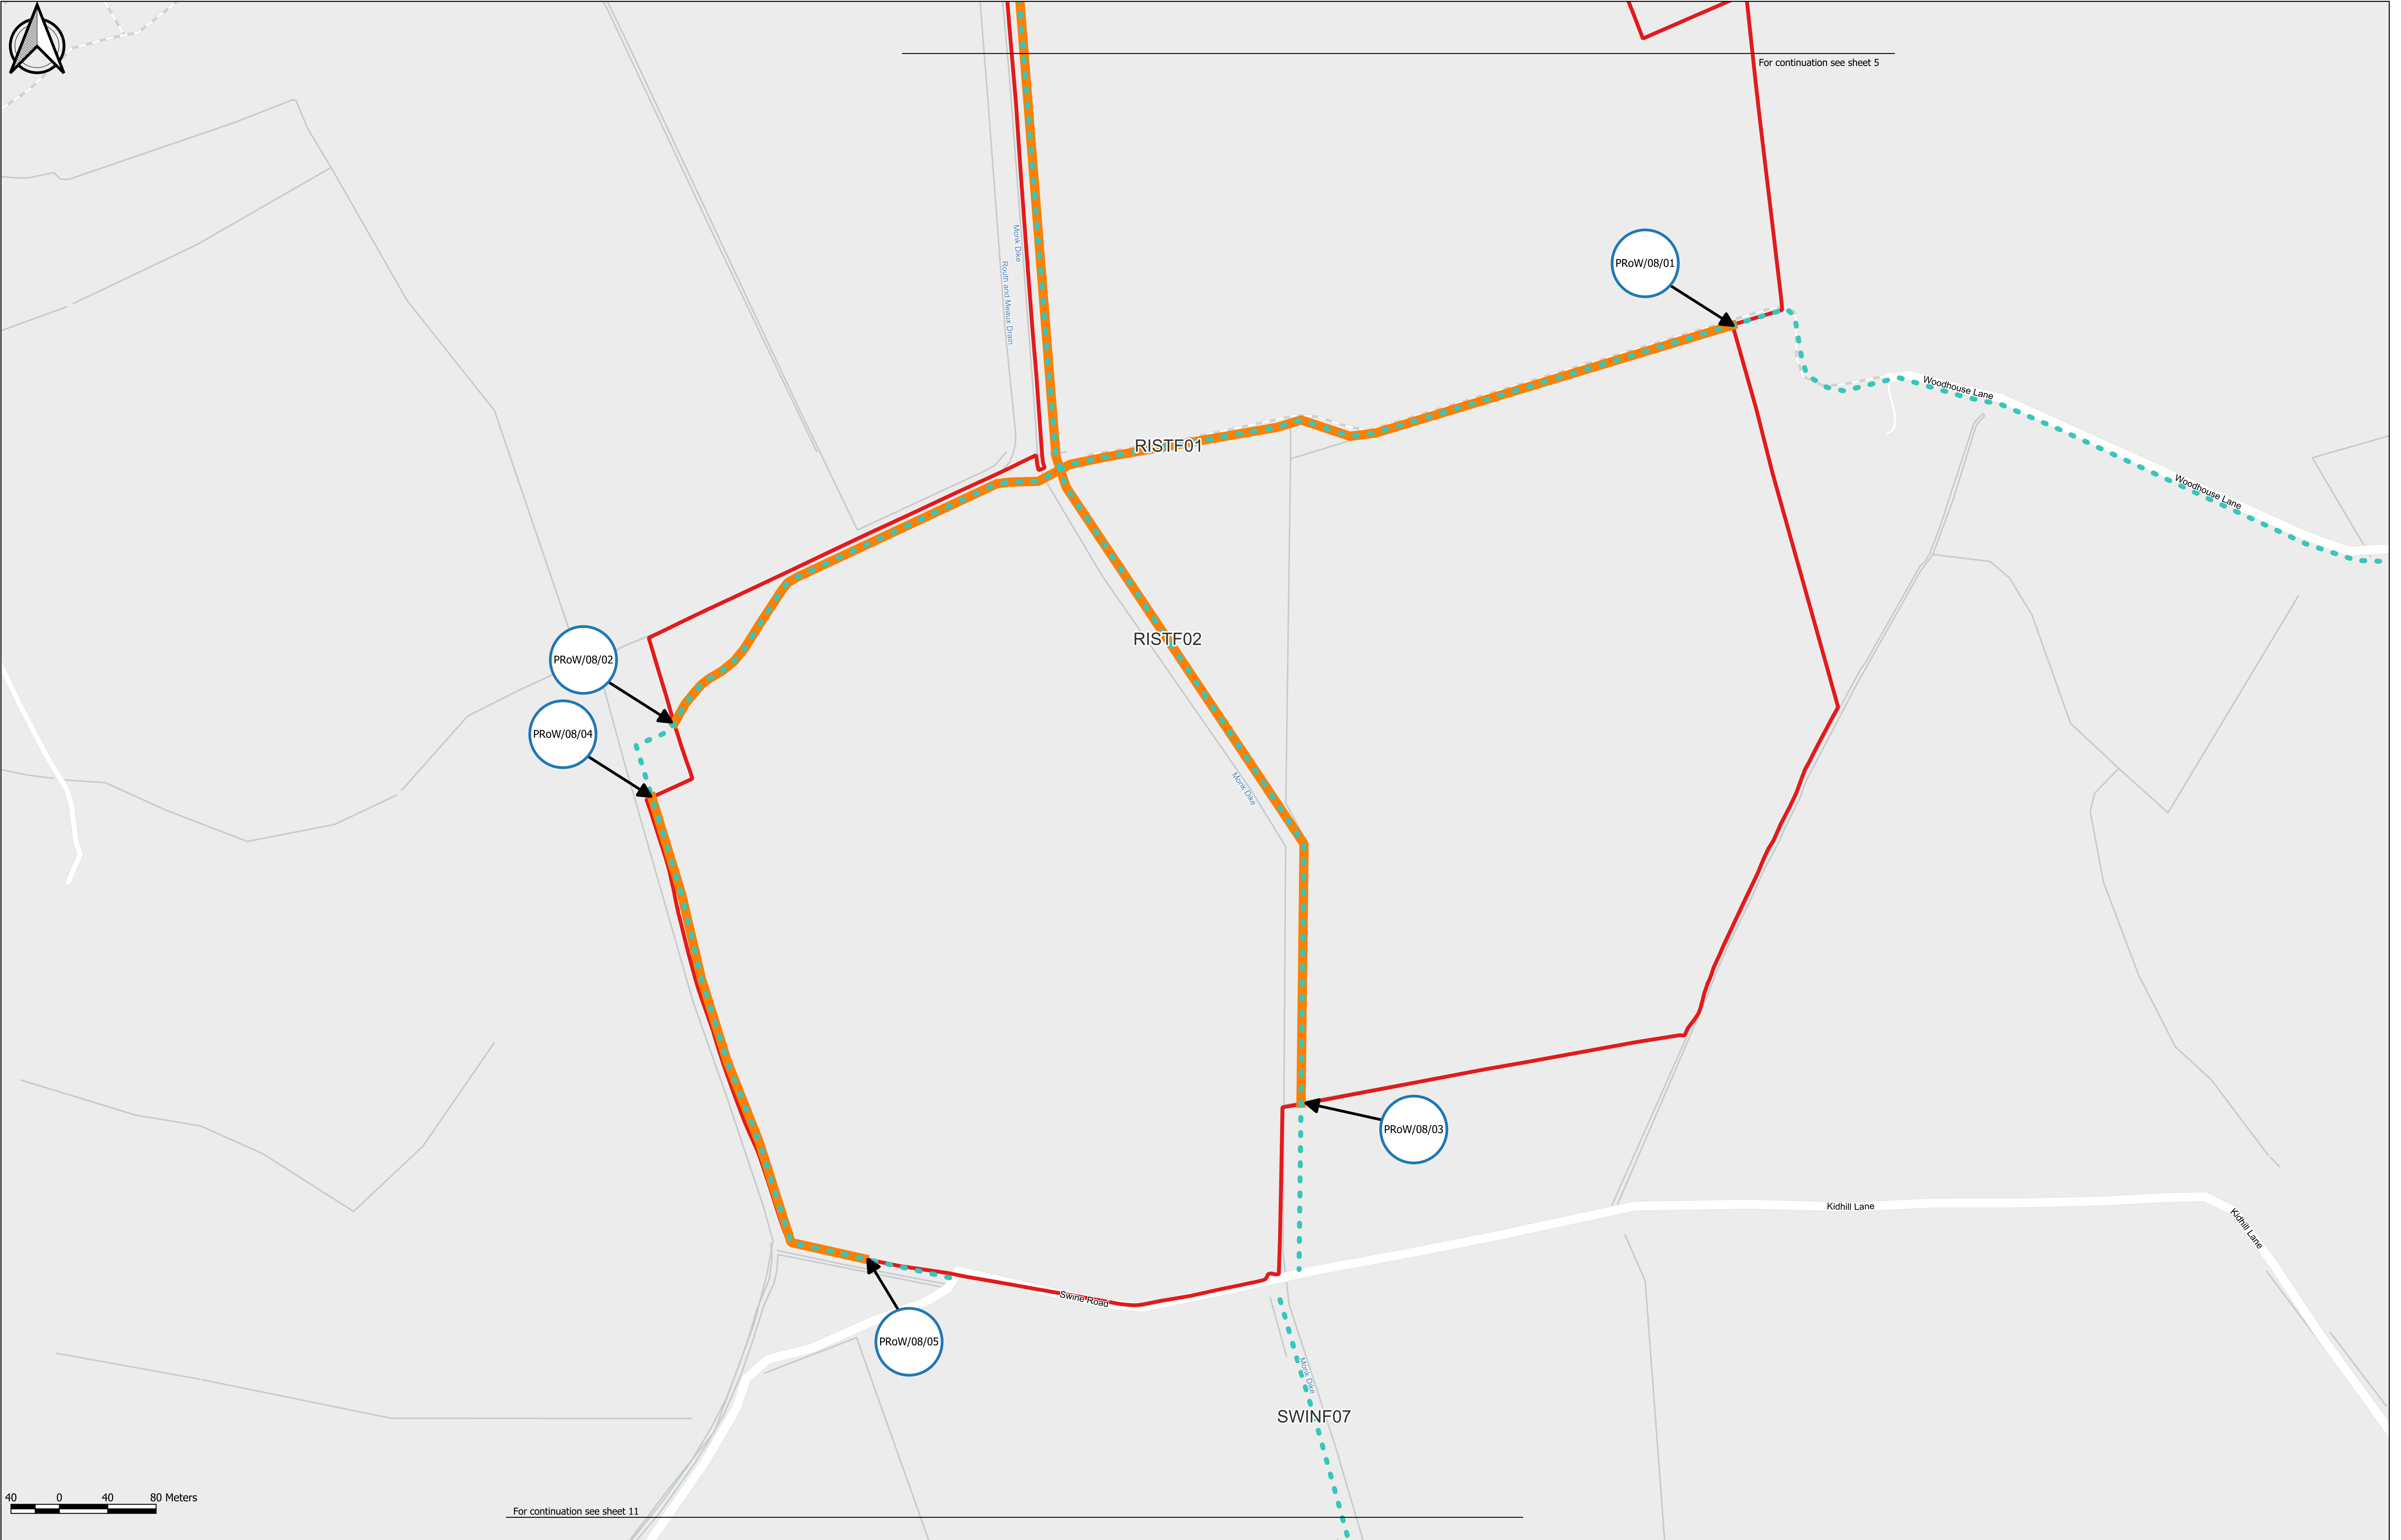 For continuation see sheet 5
Monk Dike
Routh and Meaux Drain
PRoW/08/01
Woodhouse Lane
RISTF01
Woodhouse Lane
RISTF02
PRoW/08/02
PRoW/08/04
Monk Dike
PRoW/08/03
Kidhill Lane
Kidhill Lane
Swine Road
PRoW/08/05
Monk Dike
SWINF07
40 0 40 80 Meters
For continuation see sheet 11